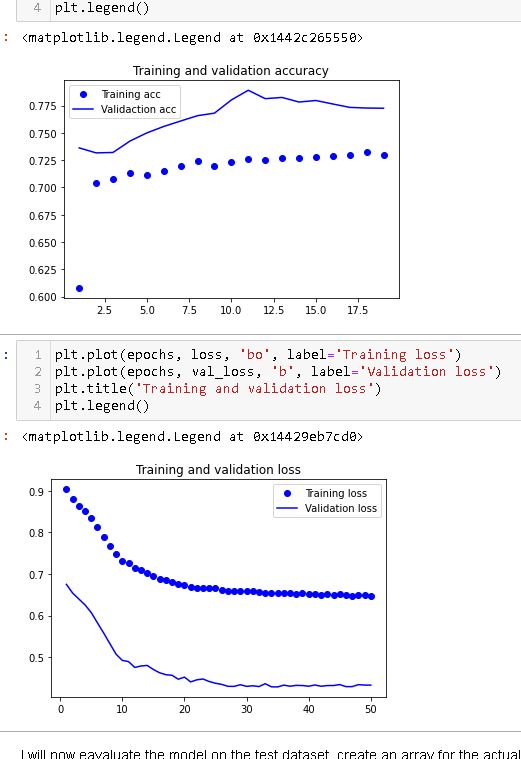 4 plt.legend()
: <matplotlib.legend.Legend at 0x1442c265550>
Training and validation accuracy
Training acc
Validaction acc
0.775
0.750
0.725
0.700
0.675
0.650
0.625
0.600
2.5 5.0 7.5 10.0 12.5 15.0 17.5
: 1 plt.plot(epochs, loss, 'bo', label='Training loss')
2 plt.plot(epochs, val_loss, 'b', label='Validation loss')
3 plt.title('Training and validation loss')
4 plt.legend()
: <matplotlib.legend.Legend at 0x14429eb7cd0>
Training and validation loss
Training loss
Validation loss
0.9
0.8
0.7
0.6
0.5
0 10 20 30 40 50
I will now eavaluate the model on the test dataset, create an array for the actual